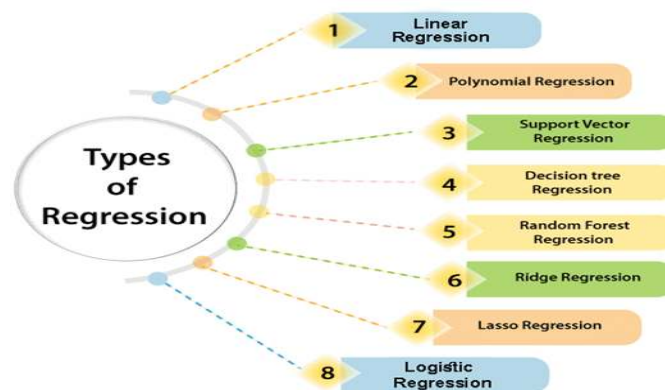 Types
of
Regression
1
Linear
Regression
2
Polynomial Regression
3
Support Vector
Regression
4
Decision tree
Regression
5
Random Forest
Regression
6
Ridge Regression
7
Lasso Regression
8
Logistic
Regression